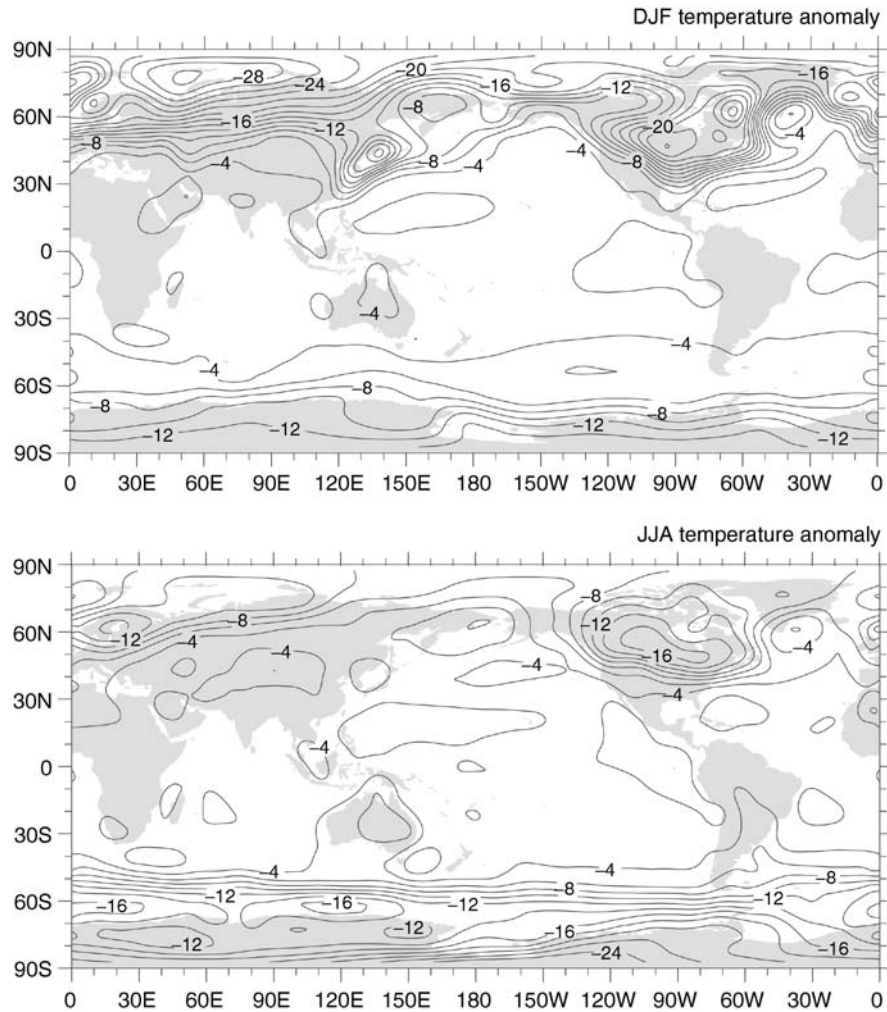 DJF temperature anomaly
90N
−28 −24 −20 −16 −12 −16
60N
−8 −16 −12 −20 −4
−8 −4 −8 −4 −4 −8
30N
0
30S
−4
−4 −4
60S
−8 −8 −8
−12 −12 −12 −12
90S
0 30E 60E 90E 120E 150E 180 150W 120W 90W 60W 30W 0
JJA temperature anomaly
90N
−8
−8 −12
60N
−12 −4 −4
−4 −4 −16
30N
−4
−4
0
30S
−4 −4 −4
−8 −8
60S
−12 −12 −12
−16 −16
−12 −12 −16 −16
−24
90S
0 30E 60E 90E 120E 150E 180 150W 120W 90W 60W 30W 0